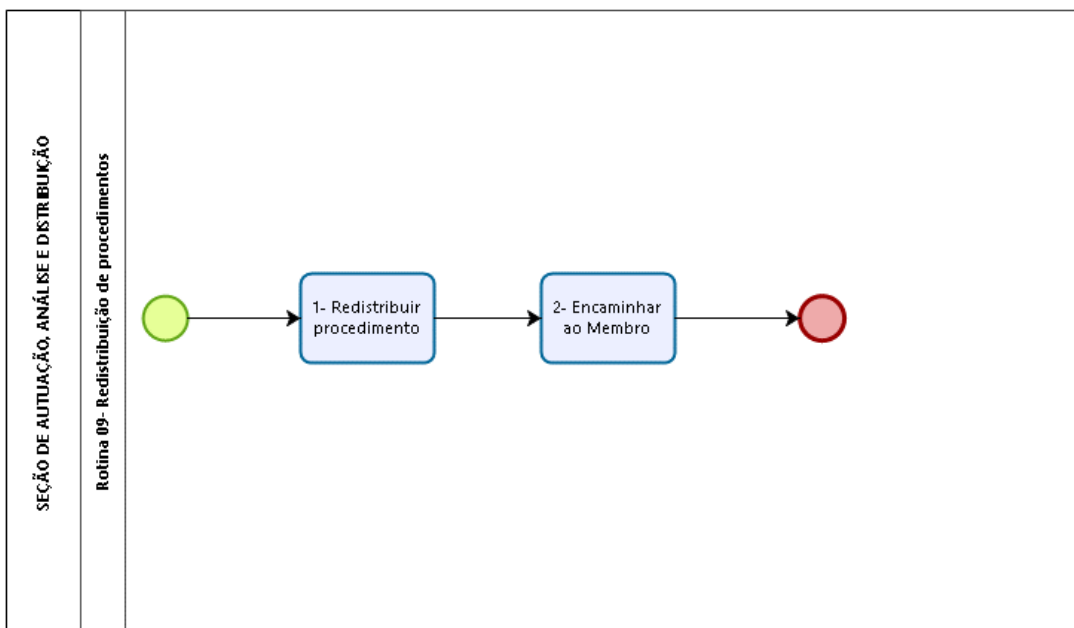 SEÇÃO DE AUTUAÇÃO, ANÁLISE E DISTRIBUIÇÃO
Rotina 09- Redistribuição de procedimentos
1- Redistribuir
procedimento
2- Encaminhar
ao Membro